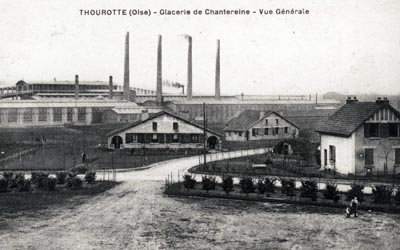 THOUROTTE (Oise) - Glacerie de Chantereine - Vue Générale